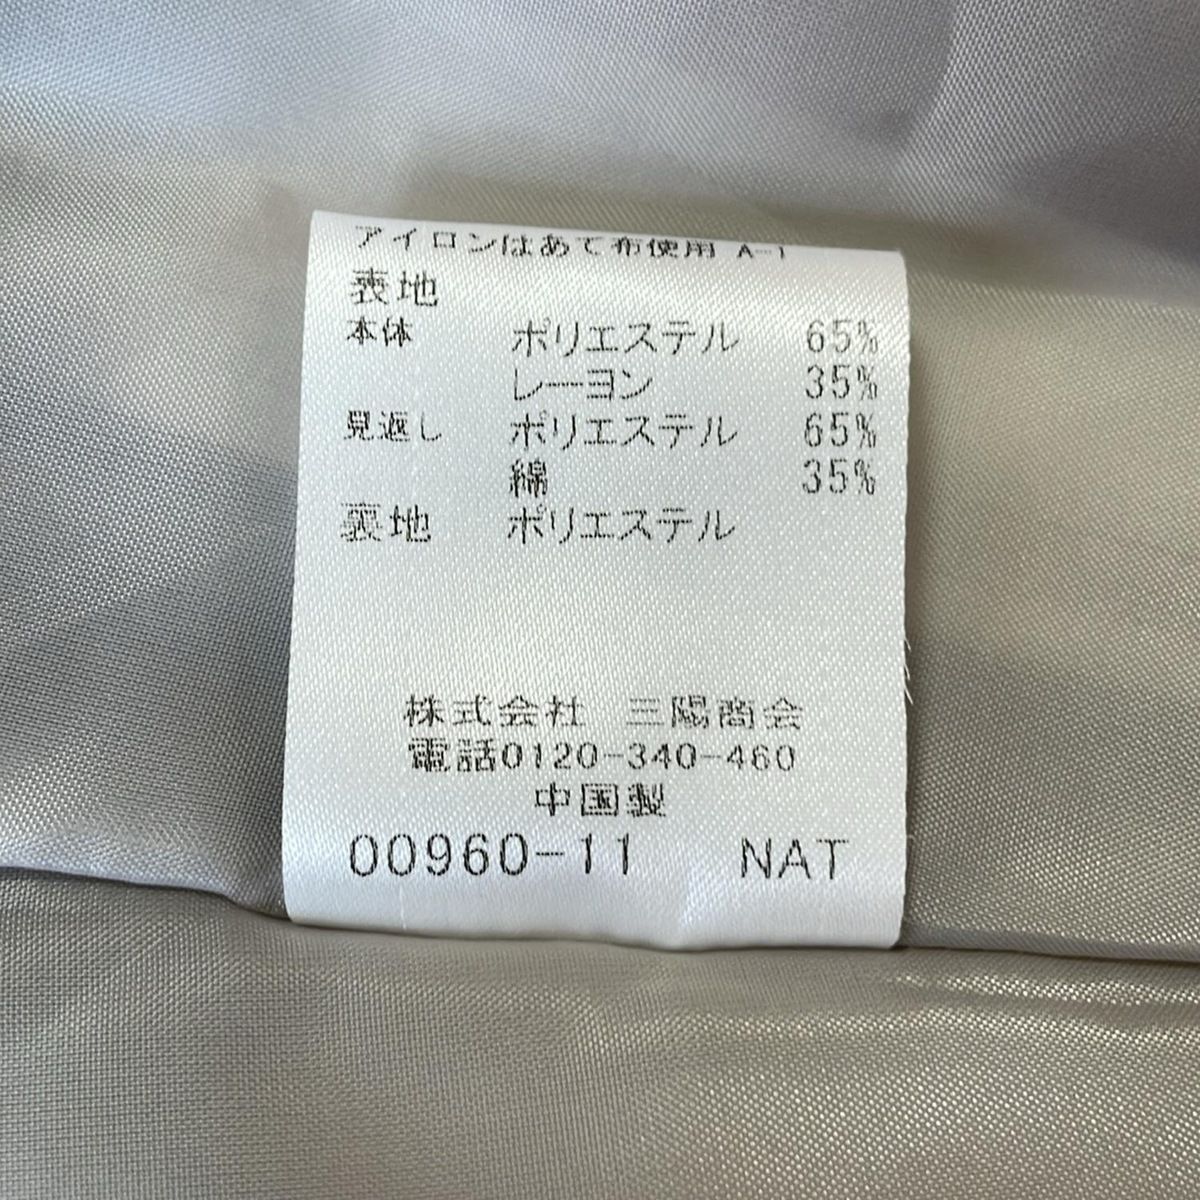 アイロンはあて布使用 A-1
表地
本体 ポリエステル 65%
レーヨン 35%
見返し ポリエステル 65%
綿 35%
裏地 ポリエステル
株式会社 三陽商会
電話0120-340-460
中国製
00960-11 NAT